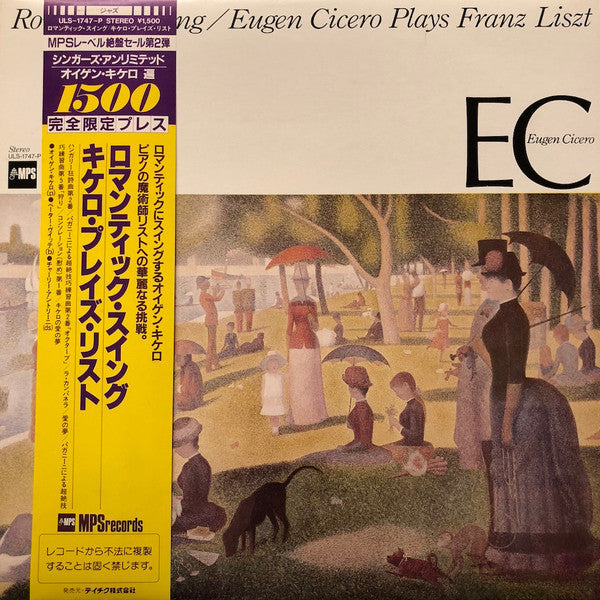 Ro ng/Eugen Cicero Plays Franz Liszt
ジャズ
ULS-1747-P STEREO ¥1,500
ロマンティック・スイング/キケロ・プレイズ・リスト
MPSレーベル絶盤セール第2弾
シンガーズ・アンリミテッド
オイゲン・キケロ 遍
1500
完全限定プレス
EC
Eugen Cicero
Stereo
ULS-1747-P
MPS
ロマンティックにスイングするオイゲン・キケロ
ピアノの魔術師リストへの華麗なる挑戦。
ロマンティック・スイング
キケロ・プレイズ・リスト
MPS MPSrecords
レコードから不法に複製
することは固く禁じます。
発売元・テイチク株式会社